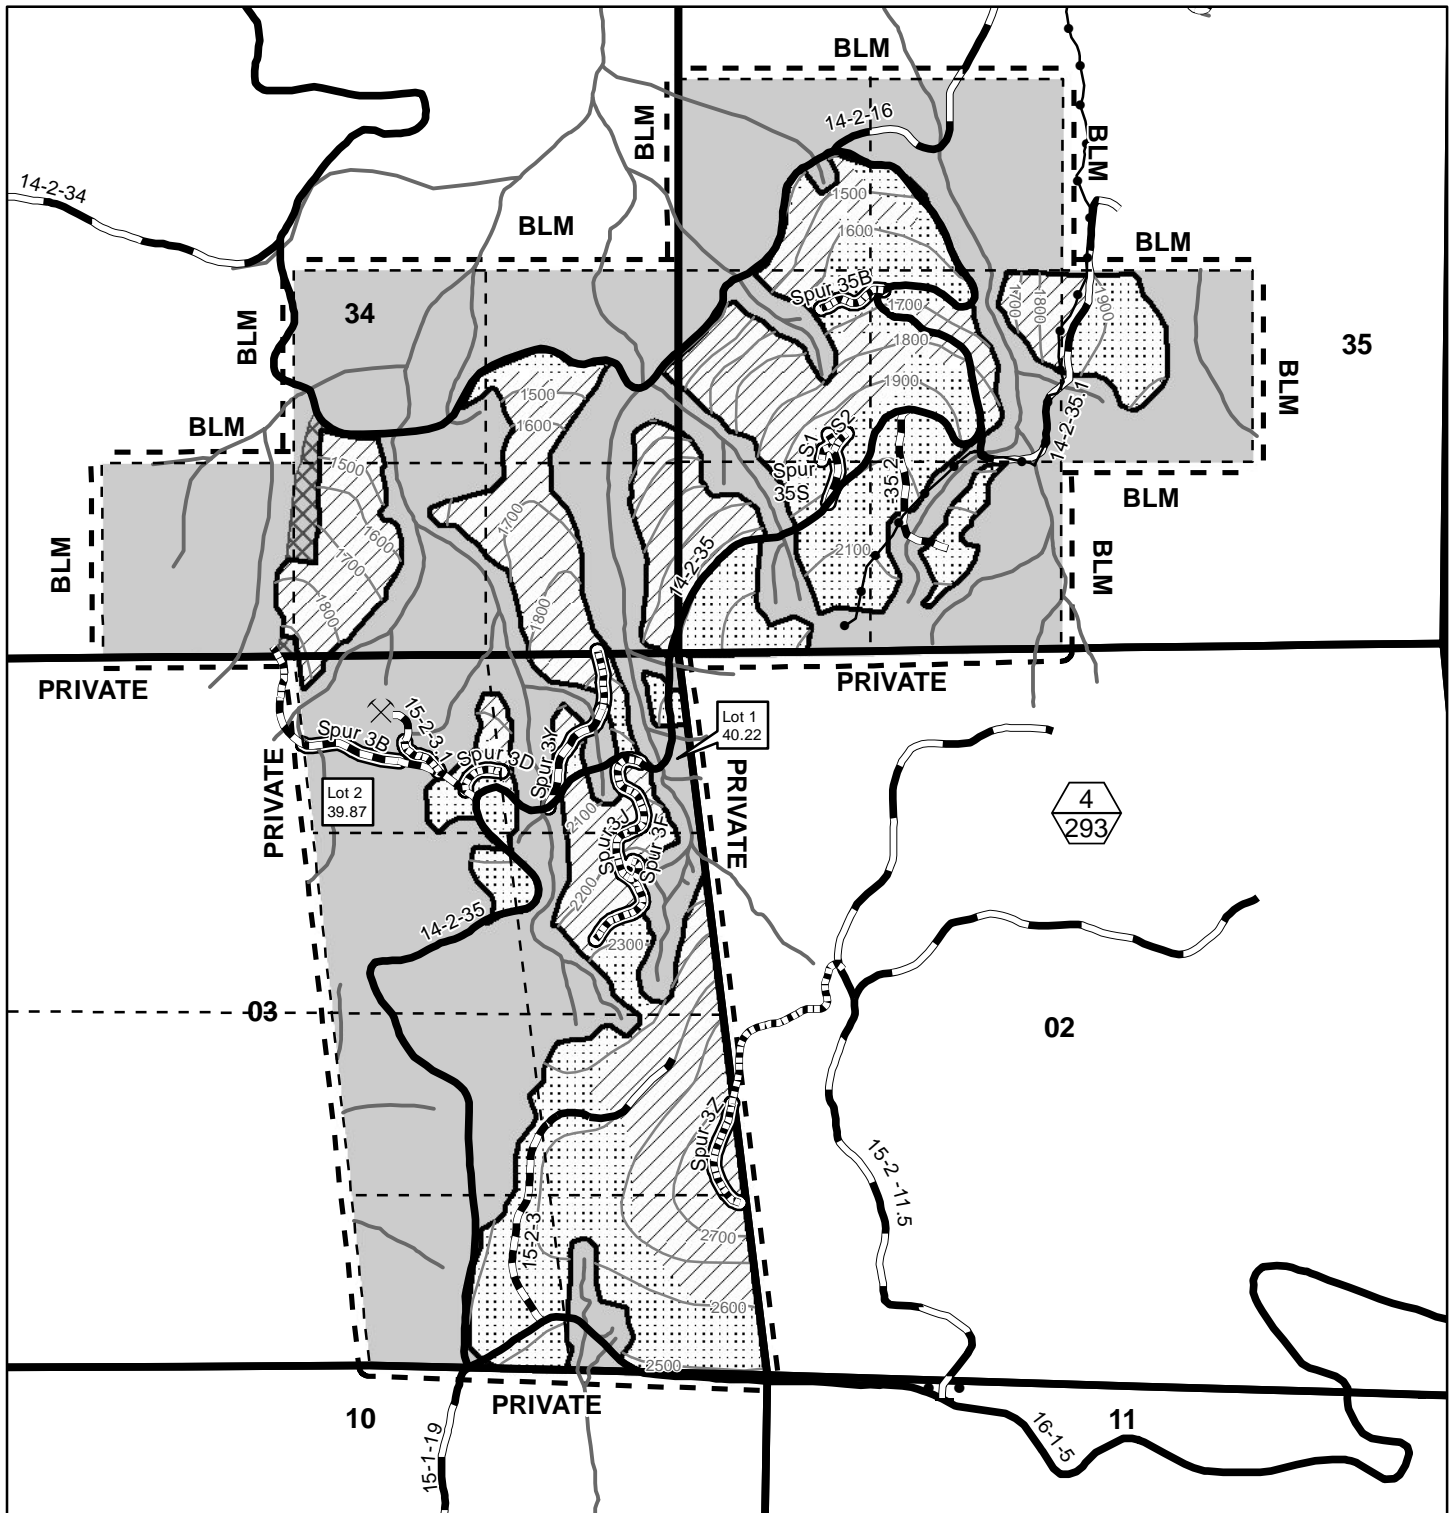 BLM
14-2-16
BLM
BLM
14-2-34
1500
BLM
1600
BLM
Spur 35B
1700
1700
1800
1900
34
BLM
1800
35
1900
BLM
1500
1600
BLM
14-2-35.1
S1
S2
Spur
35S
35.2
BLM
1500
1700
1600
1700
2100
BLM
BLM
14-2-35
1800
1800
PRIVATE
PRIVATE
15-2-3.1
Lot 1
40.22
Spur 3B
Spur 3D
Spur 3Y
PRIVATE
PRIVATE
Lot 2
39.87
2100
Spur 3J
Spur 3F
4
293
2200
14-2-35
2300
03
02
Spur 3Z
15-2-11.5
15-2-3
2700
2600
2500
PRIVATE
10
15-1-19
16-1-5
11